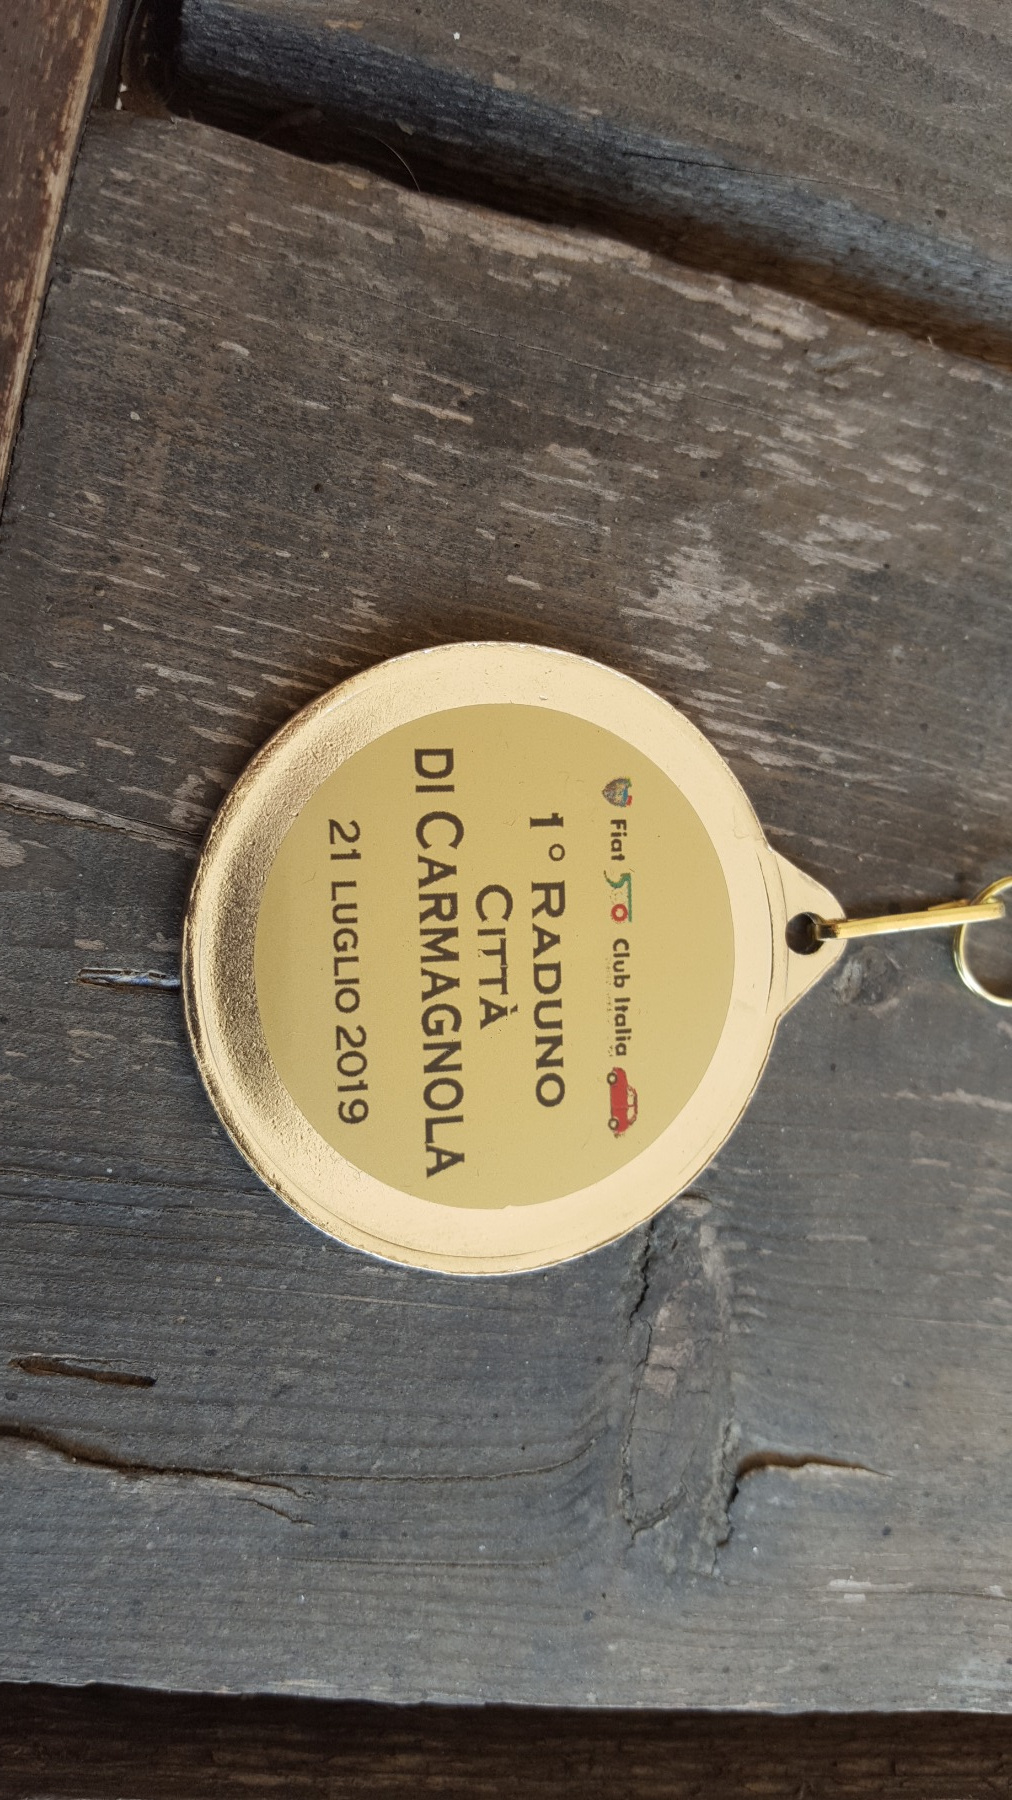 Fiat 500 Club Italia
1° RADUNO
CITTÀ
DI CARMAGNOLA
21 LUGLIO 2019